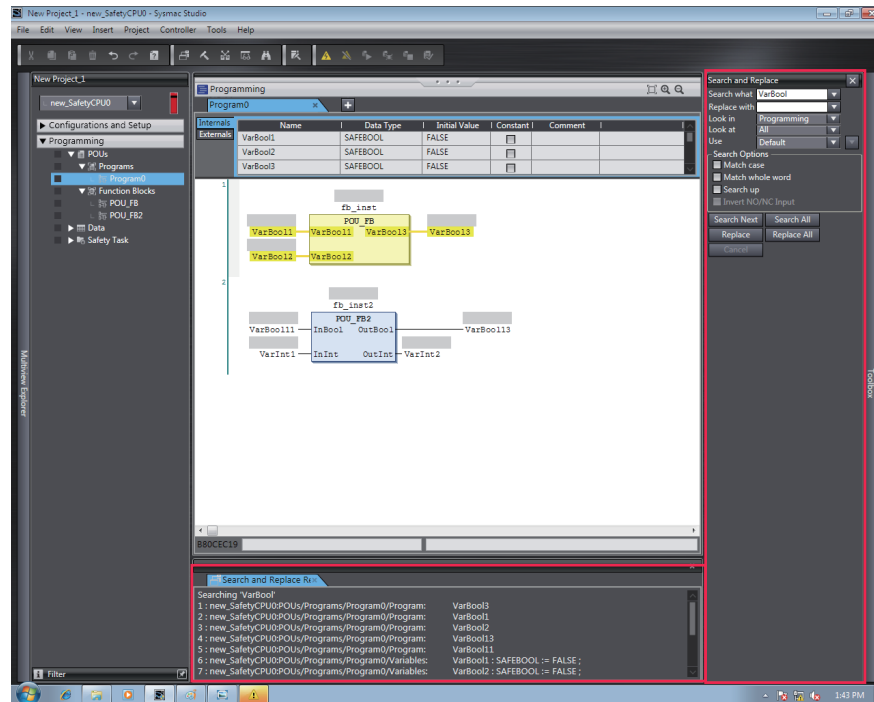 New Project_1 - new_SafetyCPU0 - Sysmac Studio
File Edit View Insert Project Controller Tools Help
New Project_1
new_SafetyCPU0
Configurations and Setup
Programming
POUs
Programs
Program0
Function Blocks
POU_FB
POU_FB2
Data
Safety Task
Filter
Multiview Explorer
Programming
Program0
Internals
Externals
Name Data Type Initial Value Constant Comment
VarBool1 SAFEBOOL FALSE
VarBool2 SAFEBOOL FALSE
VarBool3 SAFEBOOL FALSE
1
fb_inst
POU_FB
VarBool1 VarBool1 VarBool3 VarBool3
VarBool2 VarBool2
2
fb_inst2
POU_FB2
VarBool11 InBool OutBool VarBool13
VarInt1 InInt OutInt VarInt2
B80CEC19
Search and Replace Re
Searching 'VarBool'
1 : new_SafetyCPU0:POUs/Programs/Program0/Program: VarBool3
2 : new_SafetyCPU0:POUs/Programs/Program0/Program: VarBool1
3 : new_SafetyCPU0:POUs/Programs/Program0/Program: VarBool2
4 : new_SafetyCPU0:POUs/Programs/Program0/Program: VarBool13
5 : new_SafetyCPU0:POUs/Programs/Program0/Program: VarBool11
6 : new_SafetyCPU0:POUs/Programs/Program0/Variables: VarBool1 : SAFEBOOL := FALSE ;
7 : new_SafetyCPU0:POUs/Programs/Program0/Variables: VarBool2 : SAFEBOOL := FALSE ;
Search and Replace
Search what VarBool
Replace with
Look in Programming
Look at All
Use Default
Search Options
Match case
Match whole word
Search up
Invert NO/NC Input
Search Next Search All
Replace Replace All
Cancel
Toolbox
1:43 PM